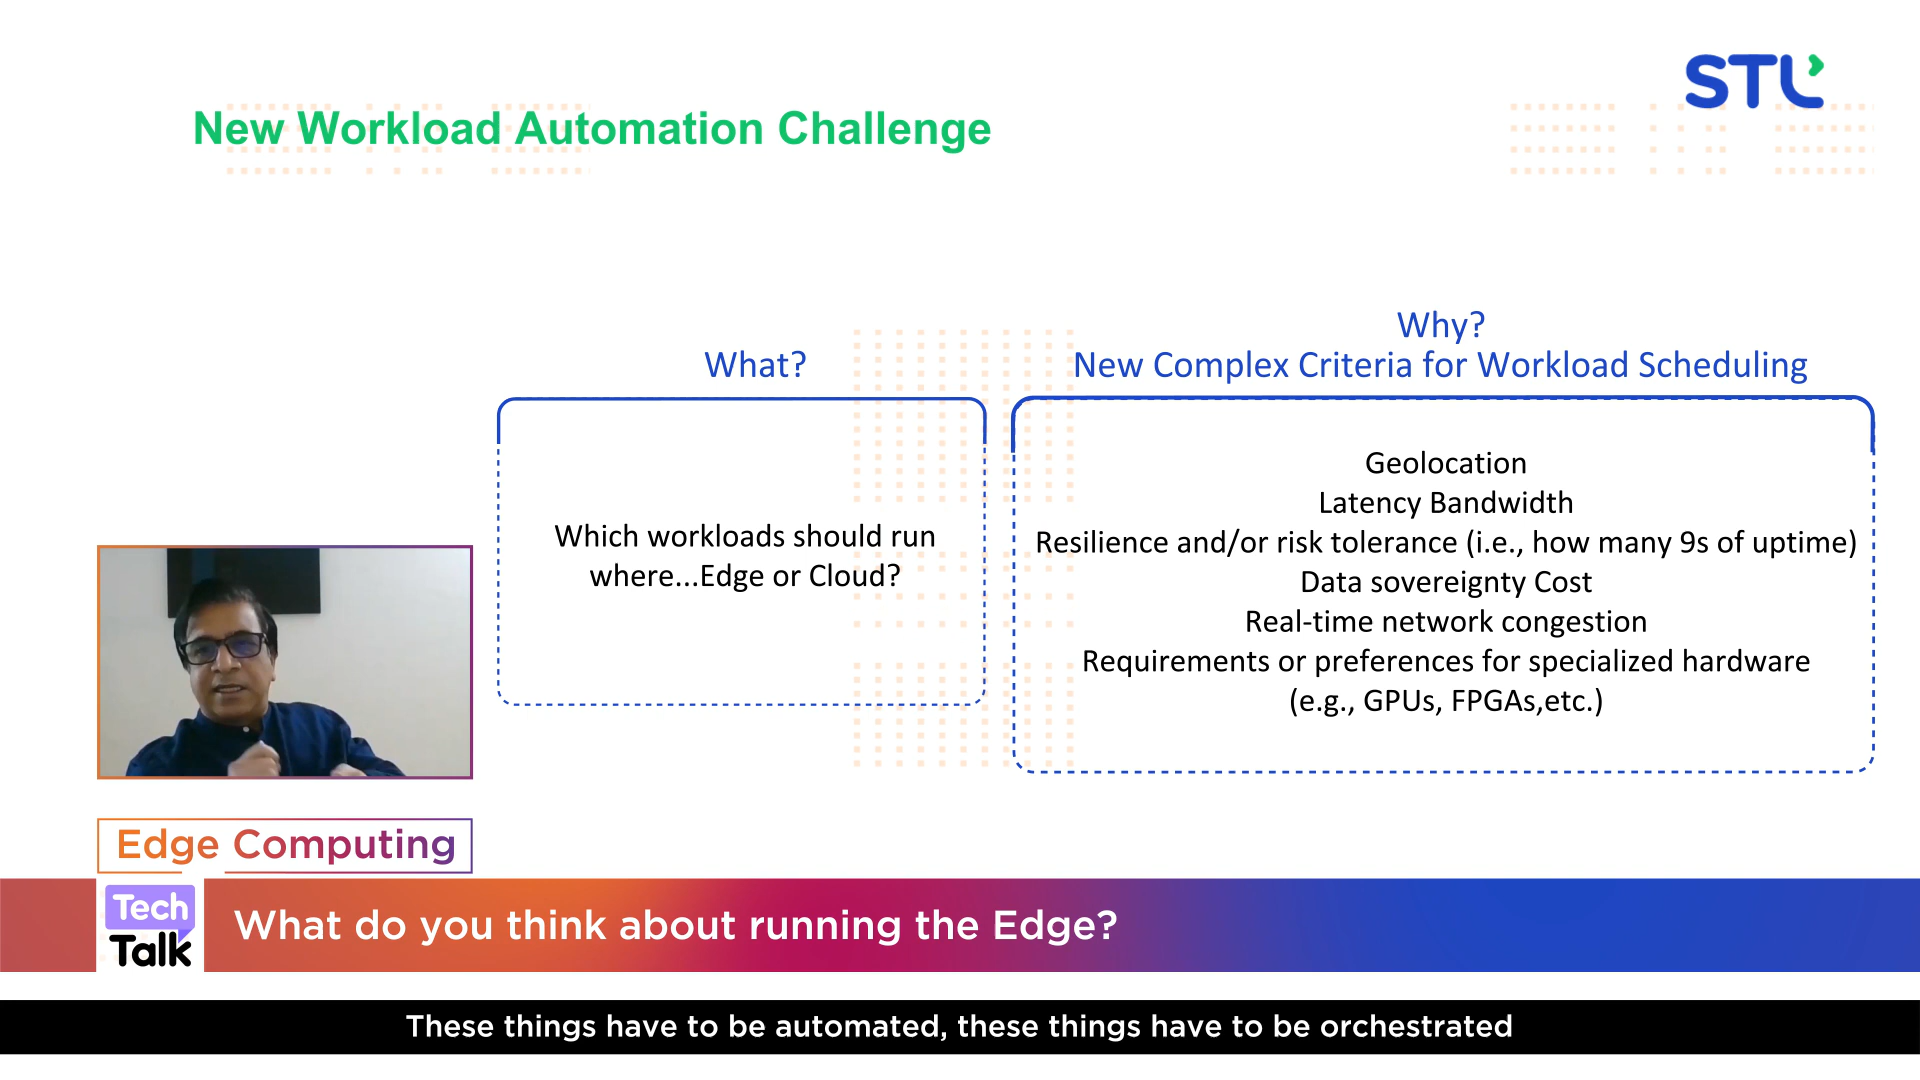 STL
New Workload Automation Challenge
What?
Which workloads should run
where...Edge or Cloud?
Why?
New Complex Criteria for Workload Scheduling
Geolocation
Latency Bandwidth
Resilience and/or risk tolerance (i.e., how many 9s of uptime)
Data sovereignty Cost
Real-time network congestion
Requirements or preferences for specialized hardware
(e.g., GPUs, FPGAs,etc.)
Edge Computing
Tech
Talk
What do you think about running the Edge?
These things have to be automated, these things have to be orchestrated